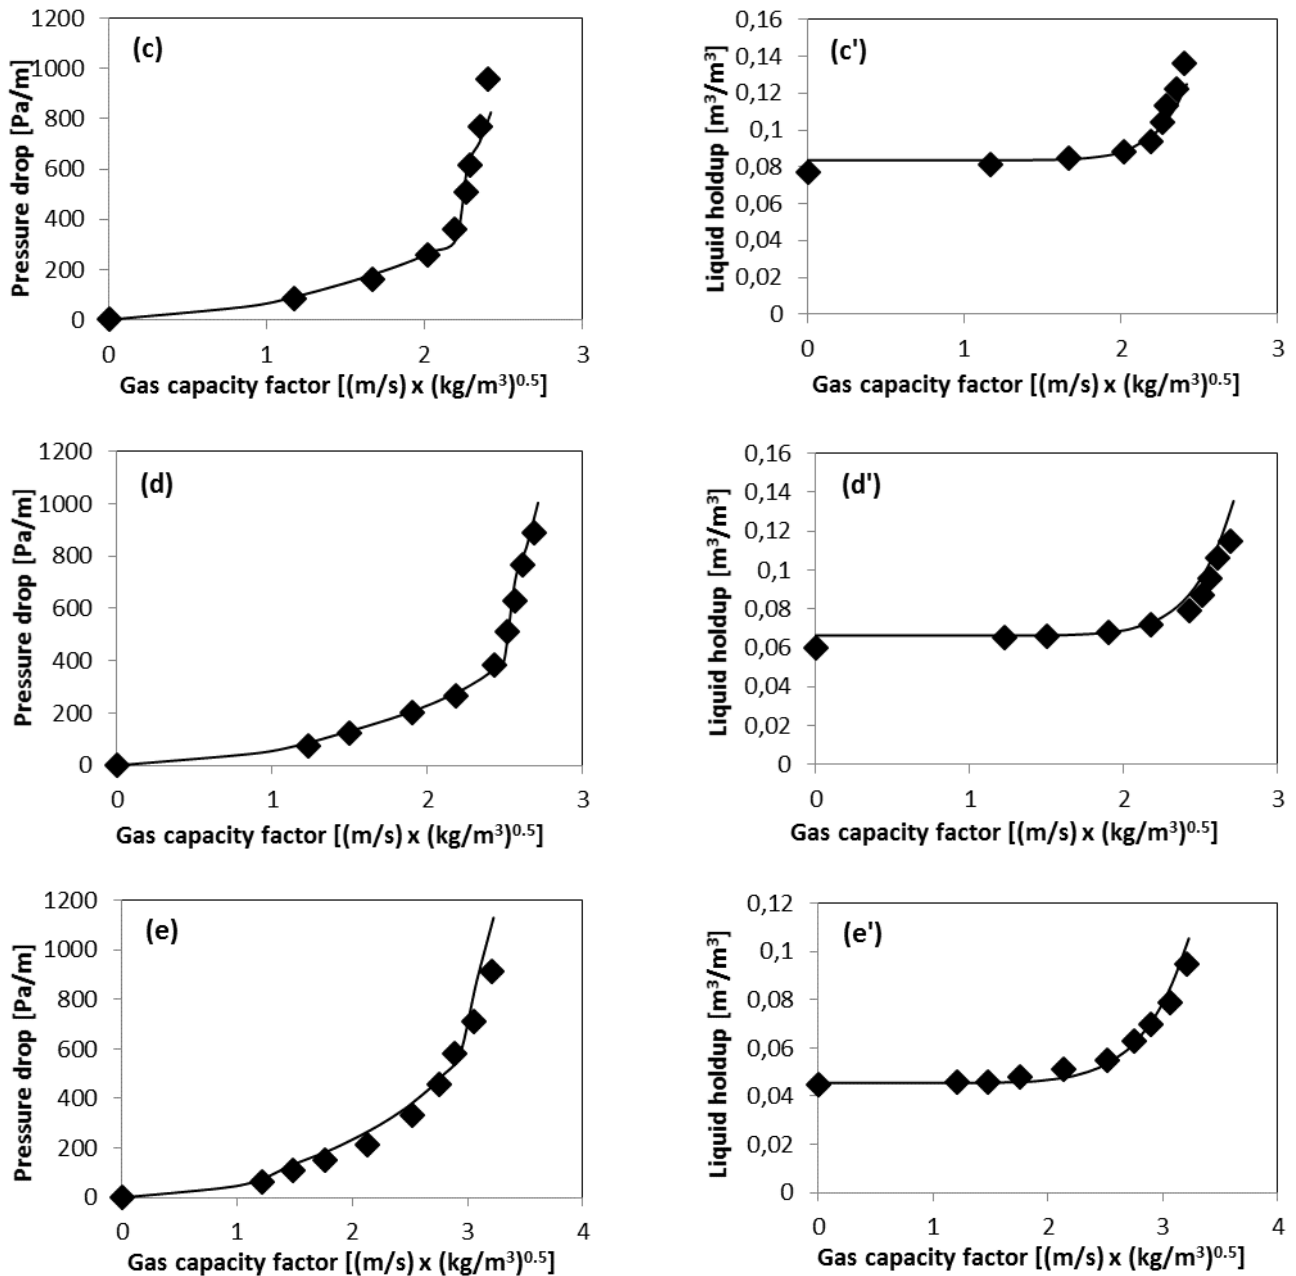 (c)
Pressure drop [Pa/m]
1200
1000
800
600
400
200
0
0 1 2 3
Gas capacity factor [(m/s) x (kg/m³)⁰·⁵]
(c')
Liquid holdup [m³/m³]
0,16
0,14
0,12
0,1
0,08
0,06
0,04
0,02
0
0 1 2 3
Gas capacity factor [(m/s) x (kg/m³)⁰·⁵]
(d)
Pressure drop [Pa/m]
1200
1000
800
600
400
200
0
0 1 2 3
Gas capacity factor [(m/s) x (kg/m³)⁰·⁵]
(d')
Liquid holdup [m³/m³]
0,16
0,14
0,12
0,1
0,08
0,06
0,04
0,02
0
0 1 2 3
Gas capacity factor [(m/s) x (kg/m³)⁰·⁵]
(e)
Pressure drop [Pa/m]
1200
1000
800
600
400
200
0
0 1 2 3 4
Gas capacity factor [(m/s) x (kg/m³)⁰·⁵]
(e')
Liquid holdup [m³/m³]
0,12
0,1
0,08
0,06
0,04
0,02
0
0 1 2 3 4
Gas capacity factor [(m/s) x (kg/m³)⁰·⁵]